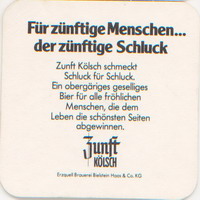 Für zünftige Menschen...
der zünftige Schluck
Zunft Kölsch schmeckt
Schluck für Schluck.
Ein obergäriges geselliges
Bier für alle fröhlichen
Menschen, die dem
Leben die schönsten Seiten
abgewinnen.
Zunft
KÖLSCH
Erzquell Brauerei Bielstein Haas & Co. KG